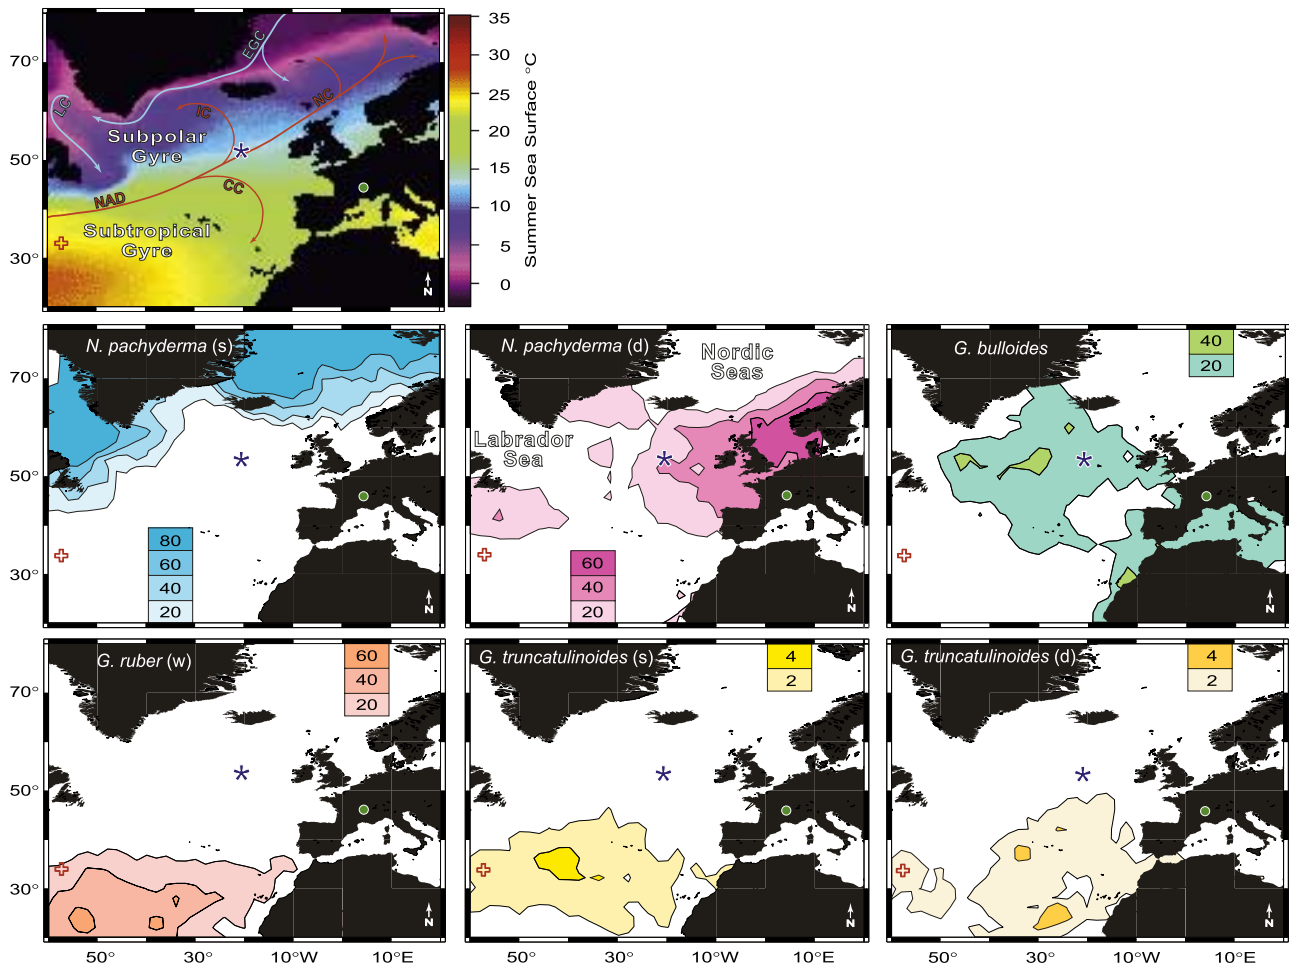 70°
50°
30°
EGC
LC
IC
NC
Subpolar
Gyre
NAD
CC
Subtropical
Gyre
N
35
30
25
20
15
10
5
0
Summer Sea Surface °C
70°
50°
30°
N. pachyderma (s)
80
60
40
20
N
N. pachyderma (d)
Nordic
Seas
Labrador
Sea
60
40
20
N
G. bulloides
40
20
N
70°
50°
30°
G. ruber (w)
60
40
20
N
50°
30°
10°W
10°E
G. truncatulinoides (s)
4
2
N
50°
30°
10°W
10°E
G. truncatulinoides (d)
4
2
N
50°
30°
10°W
10°E